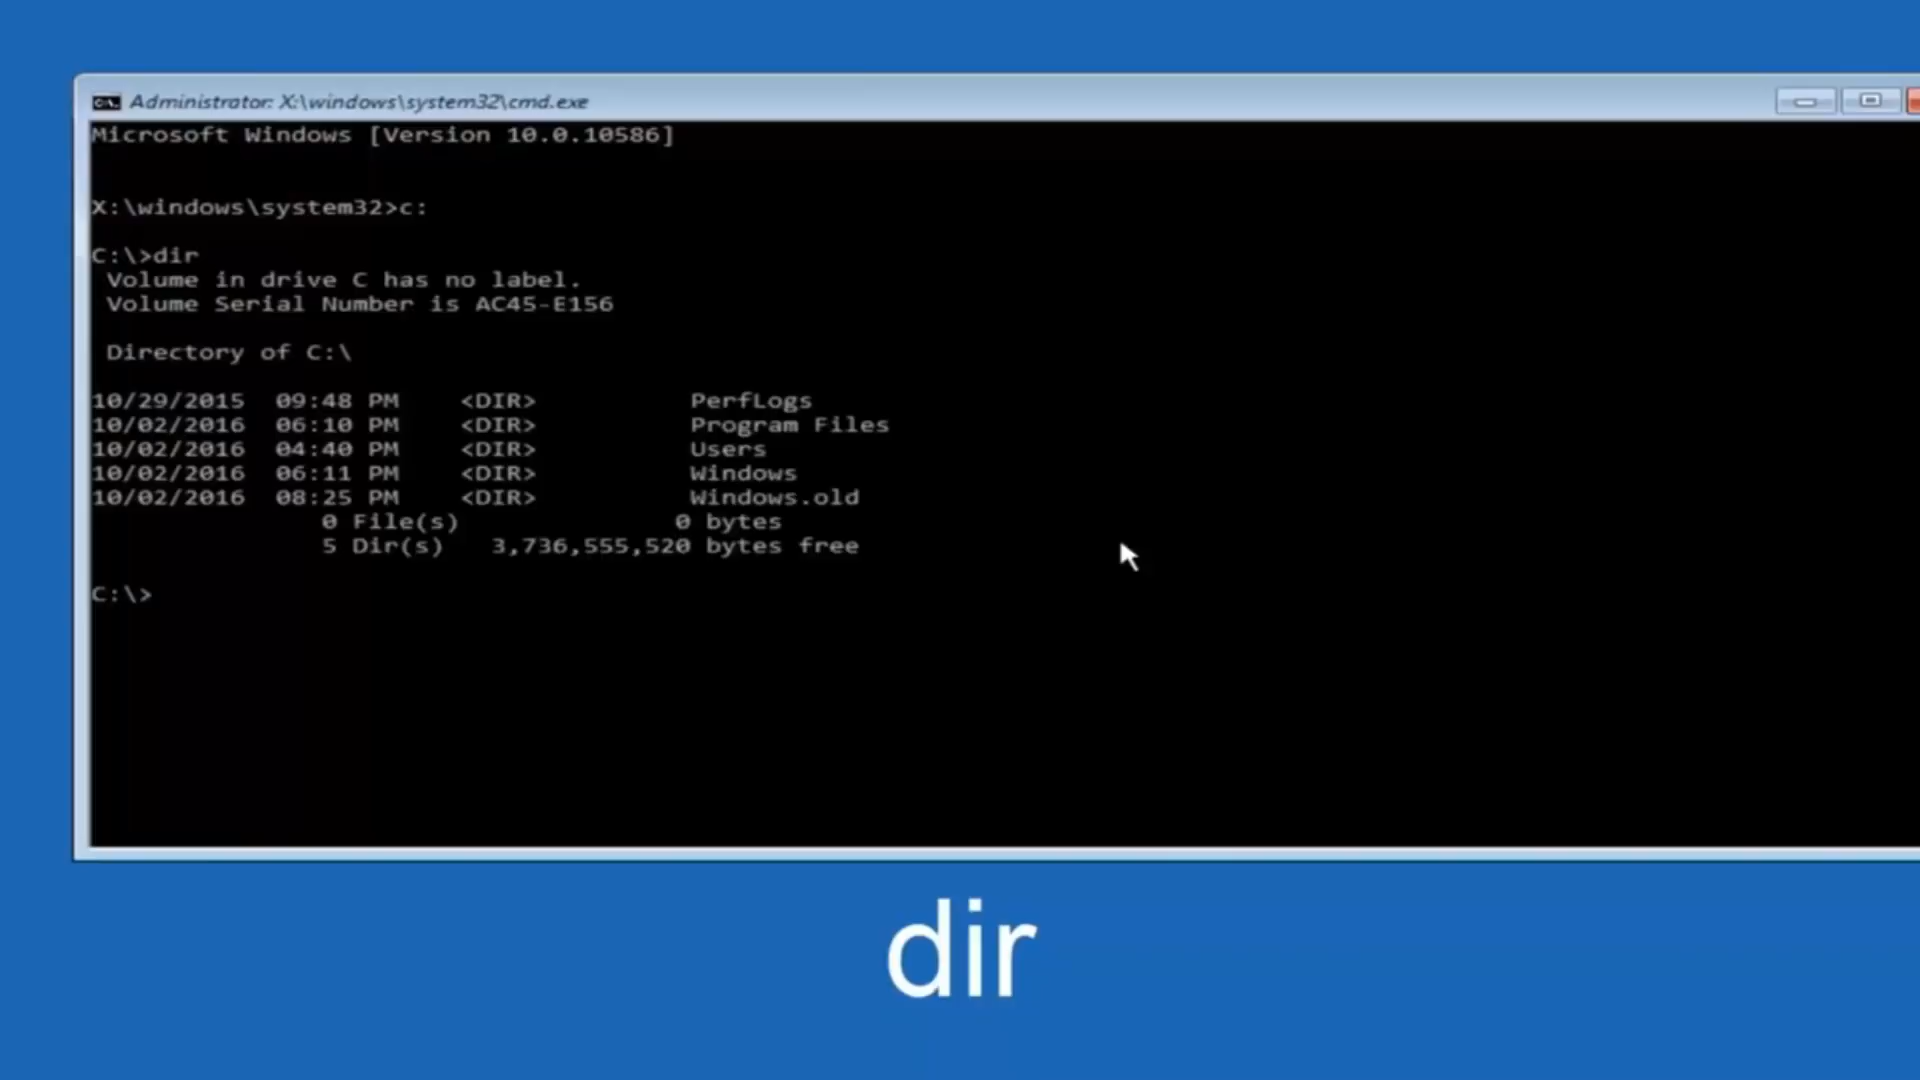 Administrator: X:\windows\system32\cmd.exe
Microsoft Windows [Version 10.0.10586]
X:\windows\system32>c:
C:\>dir
Volume in drive C has no label.
Volume Serial Number is AC45-E156
Directory of C:\
10/29/2015  09:48 PM    <DIR>          PerfLogs
10/02/2016  06:10 PM    <DIR>          Program Files
10/02/2016  04:40 PM    <DIR>          Users
10/02/2016  06:11 PM    <DIR>          Windows
10/02/2016  08:25 PM    <DIR>          Windows.old
0 File(s)              0 bytes
5 Dir(s)   3,736,555,520 bytes free
C:\>
dir